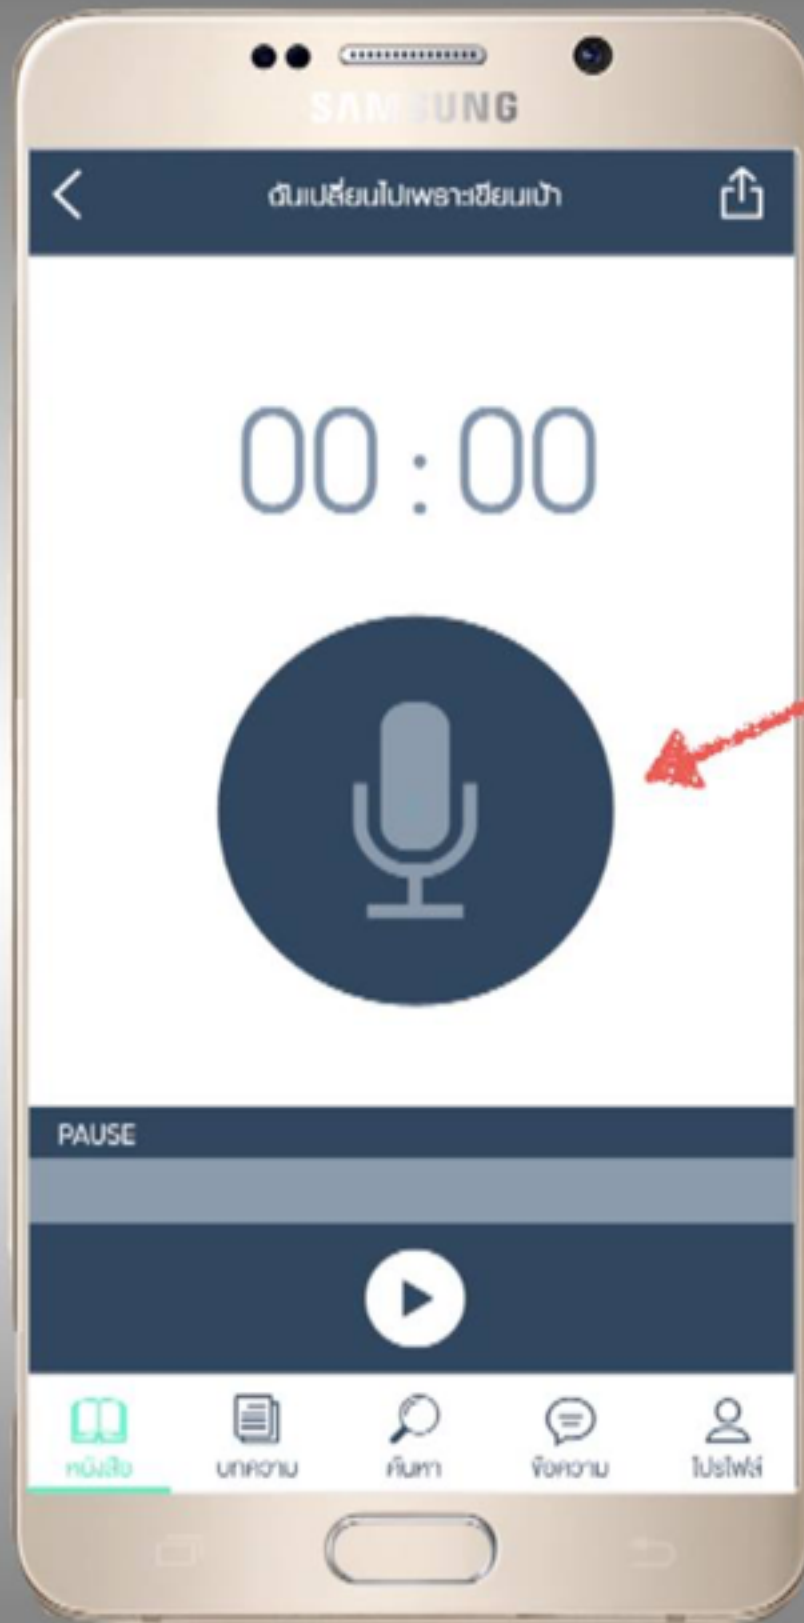 SAMSUNG
ฉันเปลี่ยนไปเพราะเขียนเป้า
00 : 00
PAUSE
หนังสือ
บทความ
ค้นหา
ข้อความ
โปรไฟล์